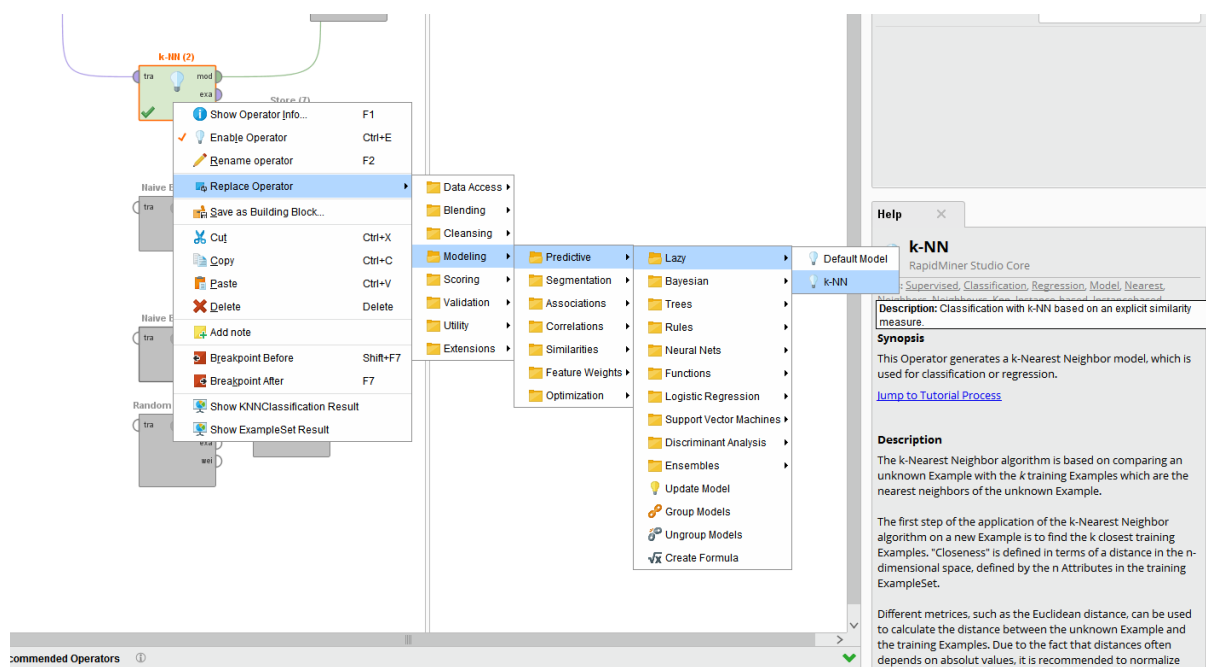 k-NN (2)
tra mod
exa
Store (7)
Show Operator Info... F1
Enable Operator Ctrl+E
Rename operator F2
Replace Operator
Save as Building Block...
Cut Ctrl+X
Copy Ctrl+C
Paste Ctrl+V
Delete Delete
Add note
Breakpoint Before Shift+F7
Breakpoint After F7
Show KNNClassification Result
Show ExampleSet Result
Naive
tra
Naive
tra
Random
tra
exa
wei
Data Access
Blending
Cleansing
Modeling
Scoring
Validation
Utility
Extensions
Predictive
Segmentation
Associations
Correlations
Similarities
Feature Weights
Optimization
Lazy
Bayesian
Trees
Rules
Neural Nets
Functions
Logistic Regression
Support Vector Machines
Discriminant Analysis
Ensembles
Update Model
Group Models
Ungroup Models
Create Formula
Default Model
k-NN
Help
k-NN
RapidMiner Studio Core
Supervised, Classification, Regression, Model, Nearest,
Description: Classification with k-NN based on an explicit similarity
measure.
Synopsis
This Operator generates a k-Nearest Neighbor model, which is
used for classification or regression.
Jump to Tutorial Process
Description
The k-Nearest Neighbor algorithm is based on comparing an
unknown Example with the k training Examples which are the
nearest neighbors of the unknown Example.
The first step of the application of the k-Nearest Neighbor
algorithm on a new Example is to find the k closest training
Examples. "Closeness" is defined in terms of a distance in the n-
dimensional space, defined by the n Attributes in the training
ExampleSet.
Different metrics, such as the Euclidean distance, can be used
to calculate the distance between the unknown Example and
the training Examples. Due to the fact that distances often
depends on absolut values, it is recommended to normalize
commended Operators